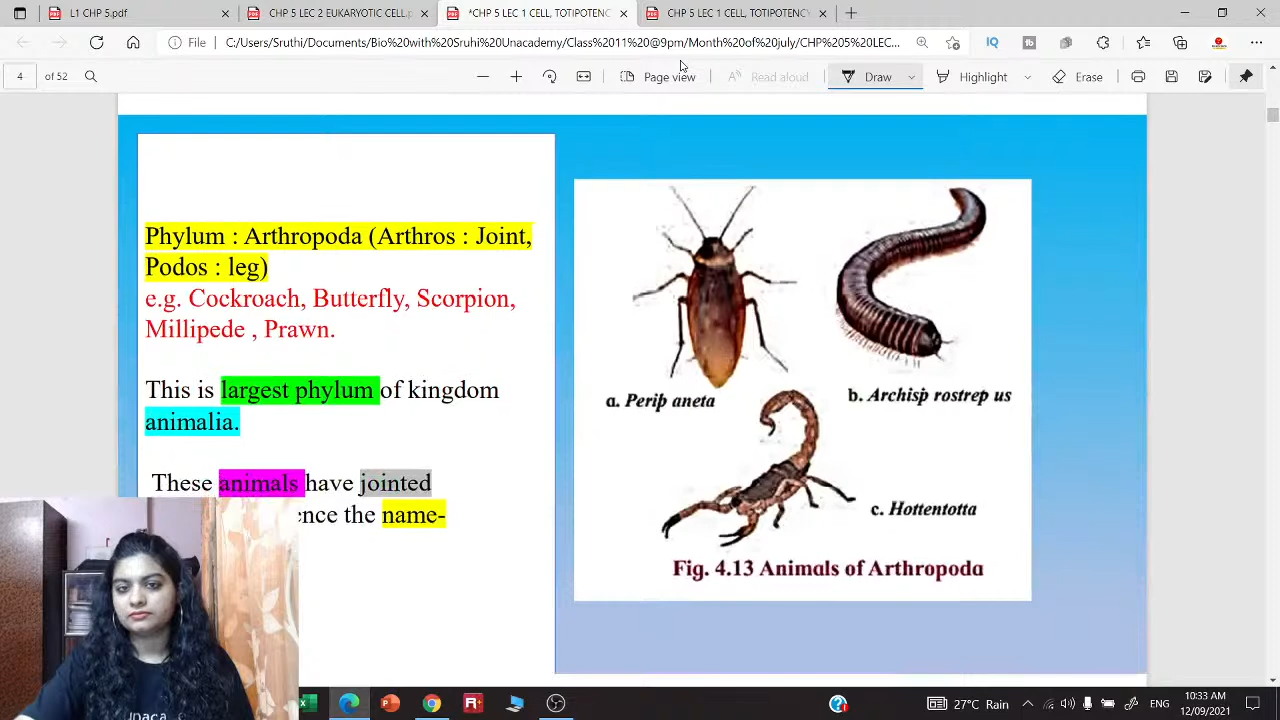 L1 CHP 5.pdf
CHP 5 L 2 EUKARYOTIC CELL.pdf
*CHP 5 LEC 1 CELL, TOTIPOTENC
CHP 5 LEC 1 CELL, TOTIPOTENCY
File
C:/Users/Sruthi/Documents/Bio%20with%20Sruhi%20Unacademy/Class%2011%20@9pm/Month%20of%20july/CHP%205%20LEC...
4 of 52
Page view
Read aloud
Draw
Highlight
Erase
Phylum : Arthropoda (Arthros : Joint,
Podos : leg)
e.g. Cockroach, Butterfly, Scorpion,
Millipede , Prawn.
This is largest phylum of kingdom
animalia.
These animals have jointed
ence the name-
a. Perip aneta
b. Archisp rostrep us
c. Hottentotta
Fig. 4.13 Animals of Arthropoda
27°C Rain
ENG
10:33 AM
12/09/2021